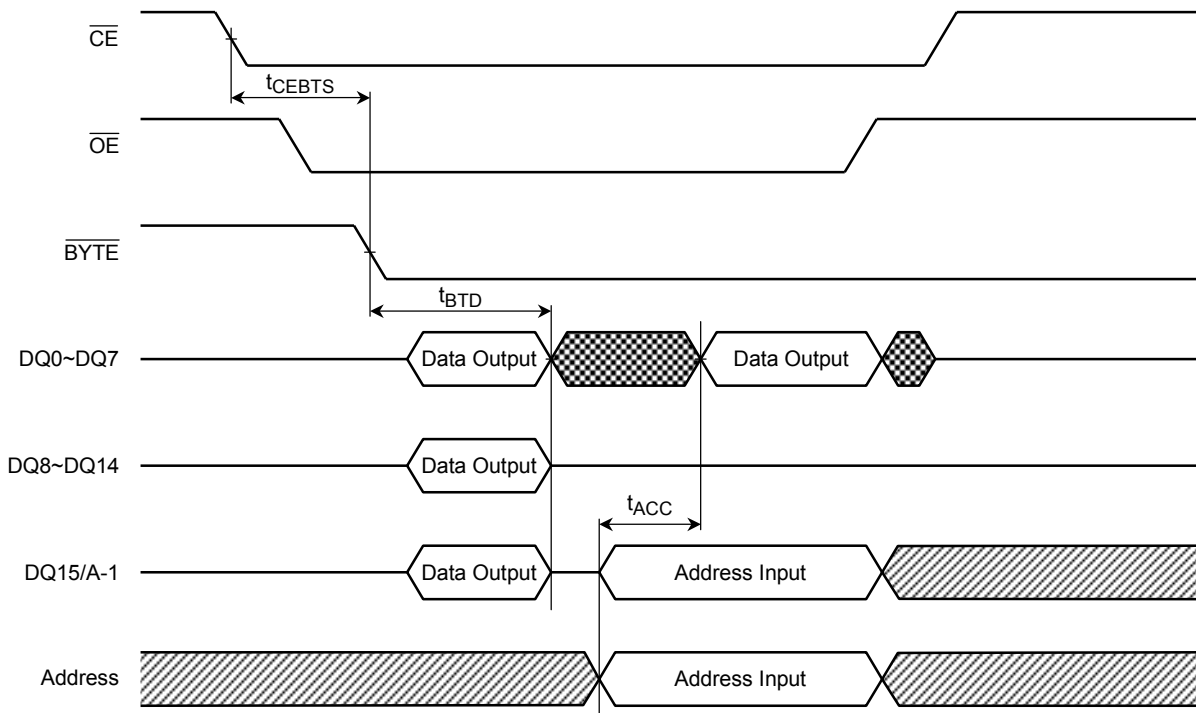 CE
tCEBTS
OE
BYTE
tBTD
DQ0~DQ7
Data Output
Data Output
DQ8~DQ14
Data Output
tACC
DQ15/A-1
Data Output
Address Input
Address
Address Input